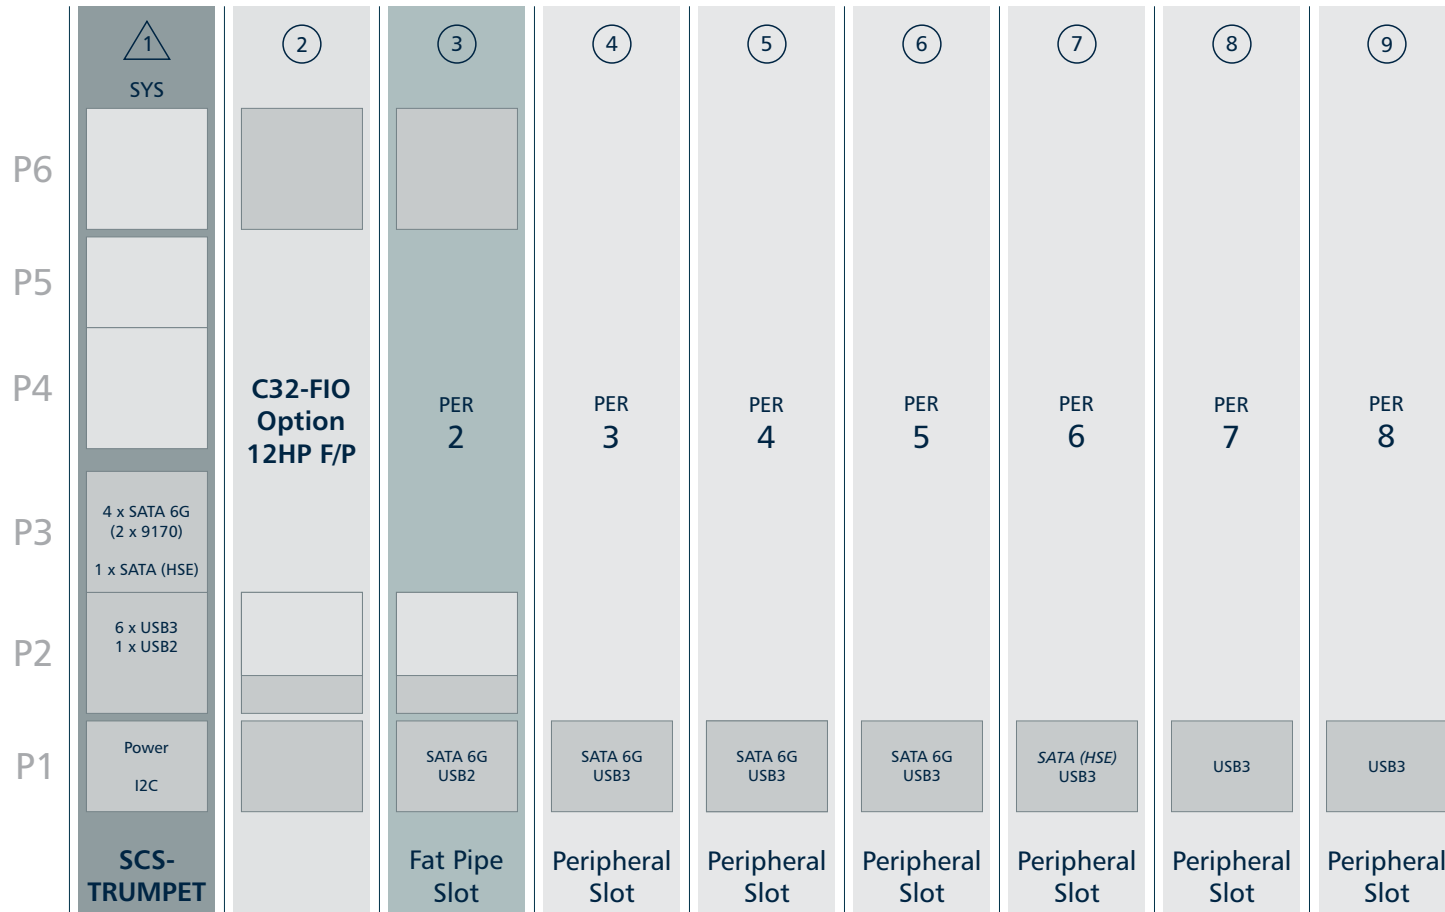 1
2
3
4
5
6
7
8
9
SYS
P6
P5
P4
C32-FIO
Option
12HP F/P
PER
2
PER
3
PER
4
PER
5
PER
6
PER
7
PER
8
P3
4 x SATA 6G
(2 x 9170)
1 x SATA (HSE)
P2
6 x USB3
1 x USB2
P1
Power
I2C
SATA 6G
USB2
SATA 6G
USB3
SATA 6G
USB3
SATA 6G
USB3
SATA (HSE)
USB3
USB3
USB3
SCS-
TRUMPET
Fat Pipe
Slot
Peripheral
Slot
Peripheral
Slot
Peripheral
Slot
Peripheral
Slot
Peripheral
Slot
Peripheral
Slot